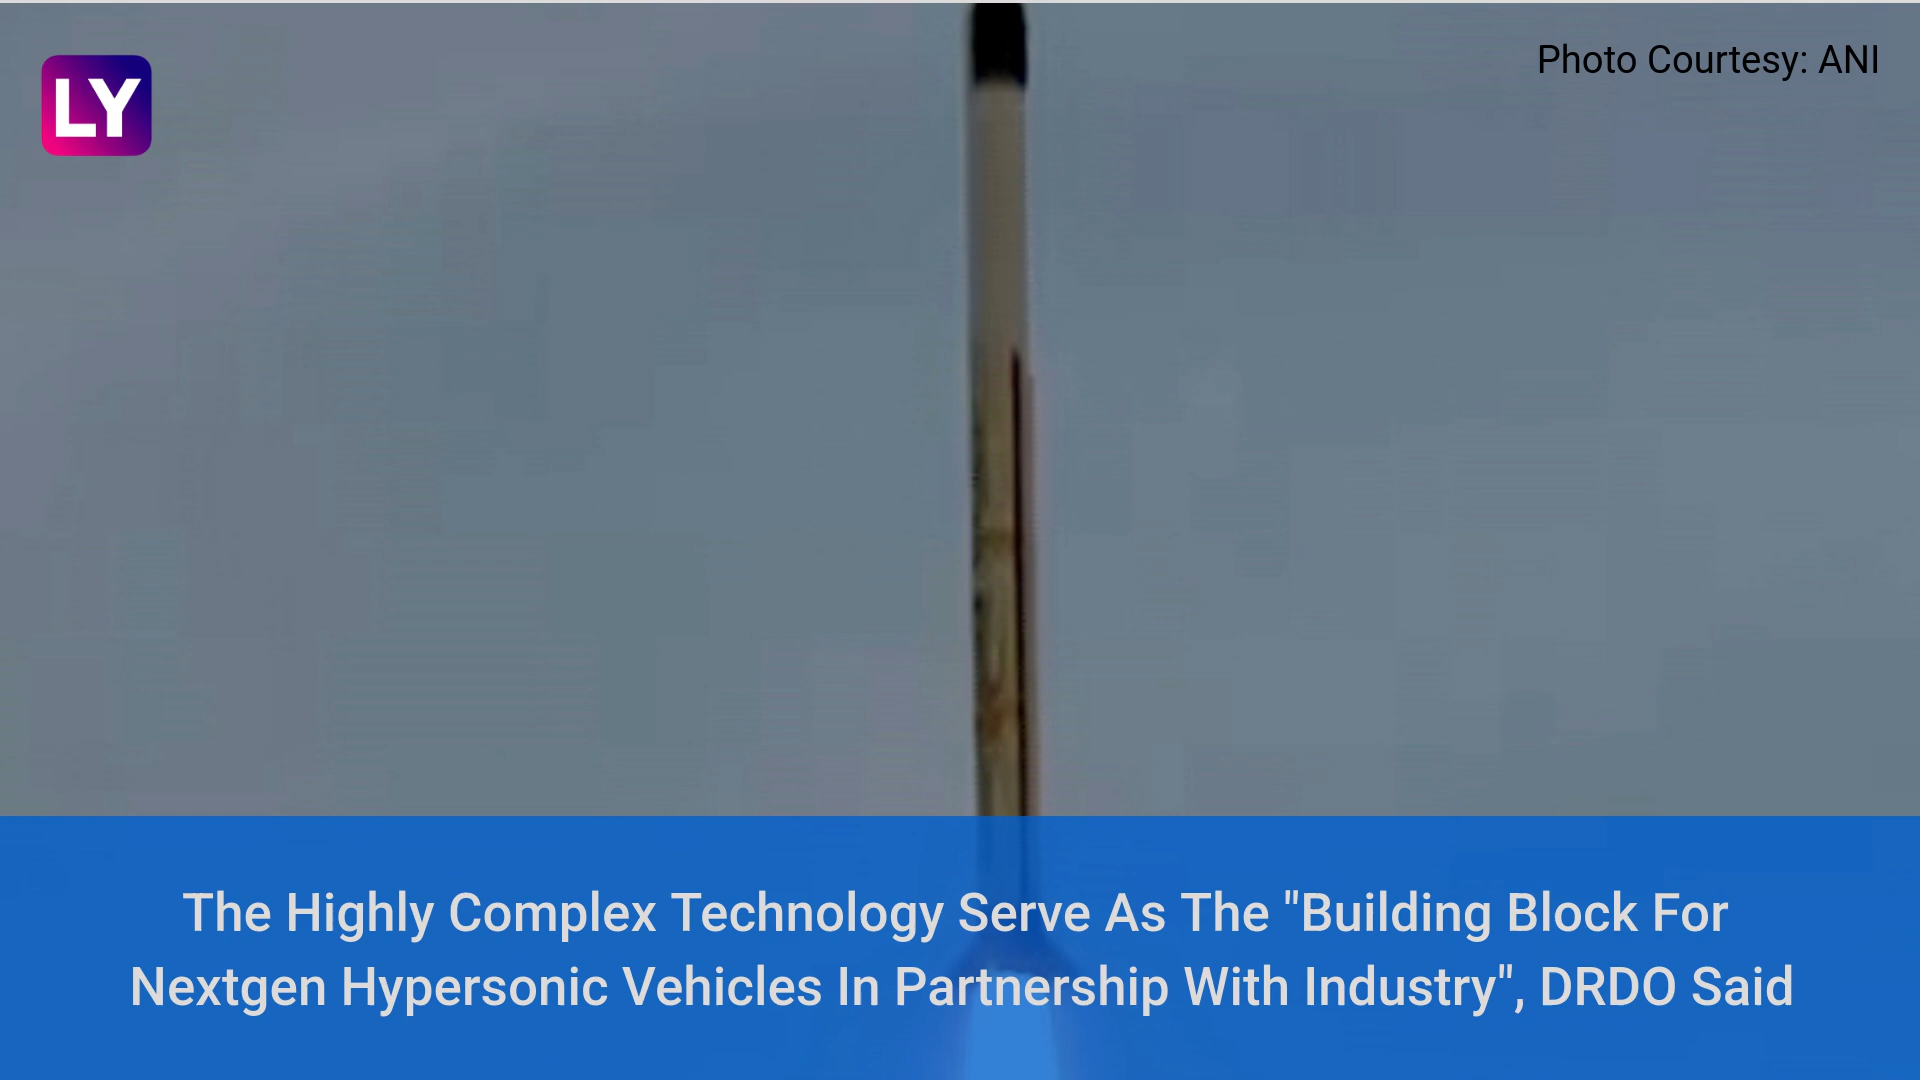 LY
Photo Courtesy: ANI
The Highly Complex Technology Serve As The "Building Block For
Nextgen Hypersonic Vehicles In Partnership With Industry", DRDO Said